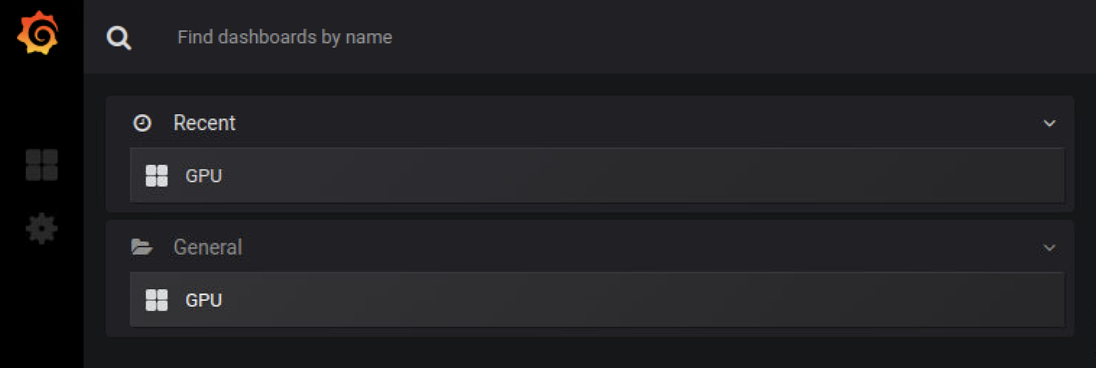 Find dashboards by name
Recent
GPU
General
GPU